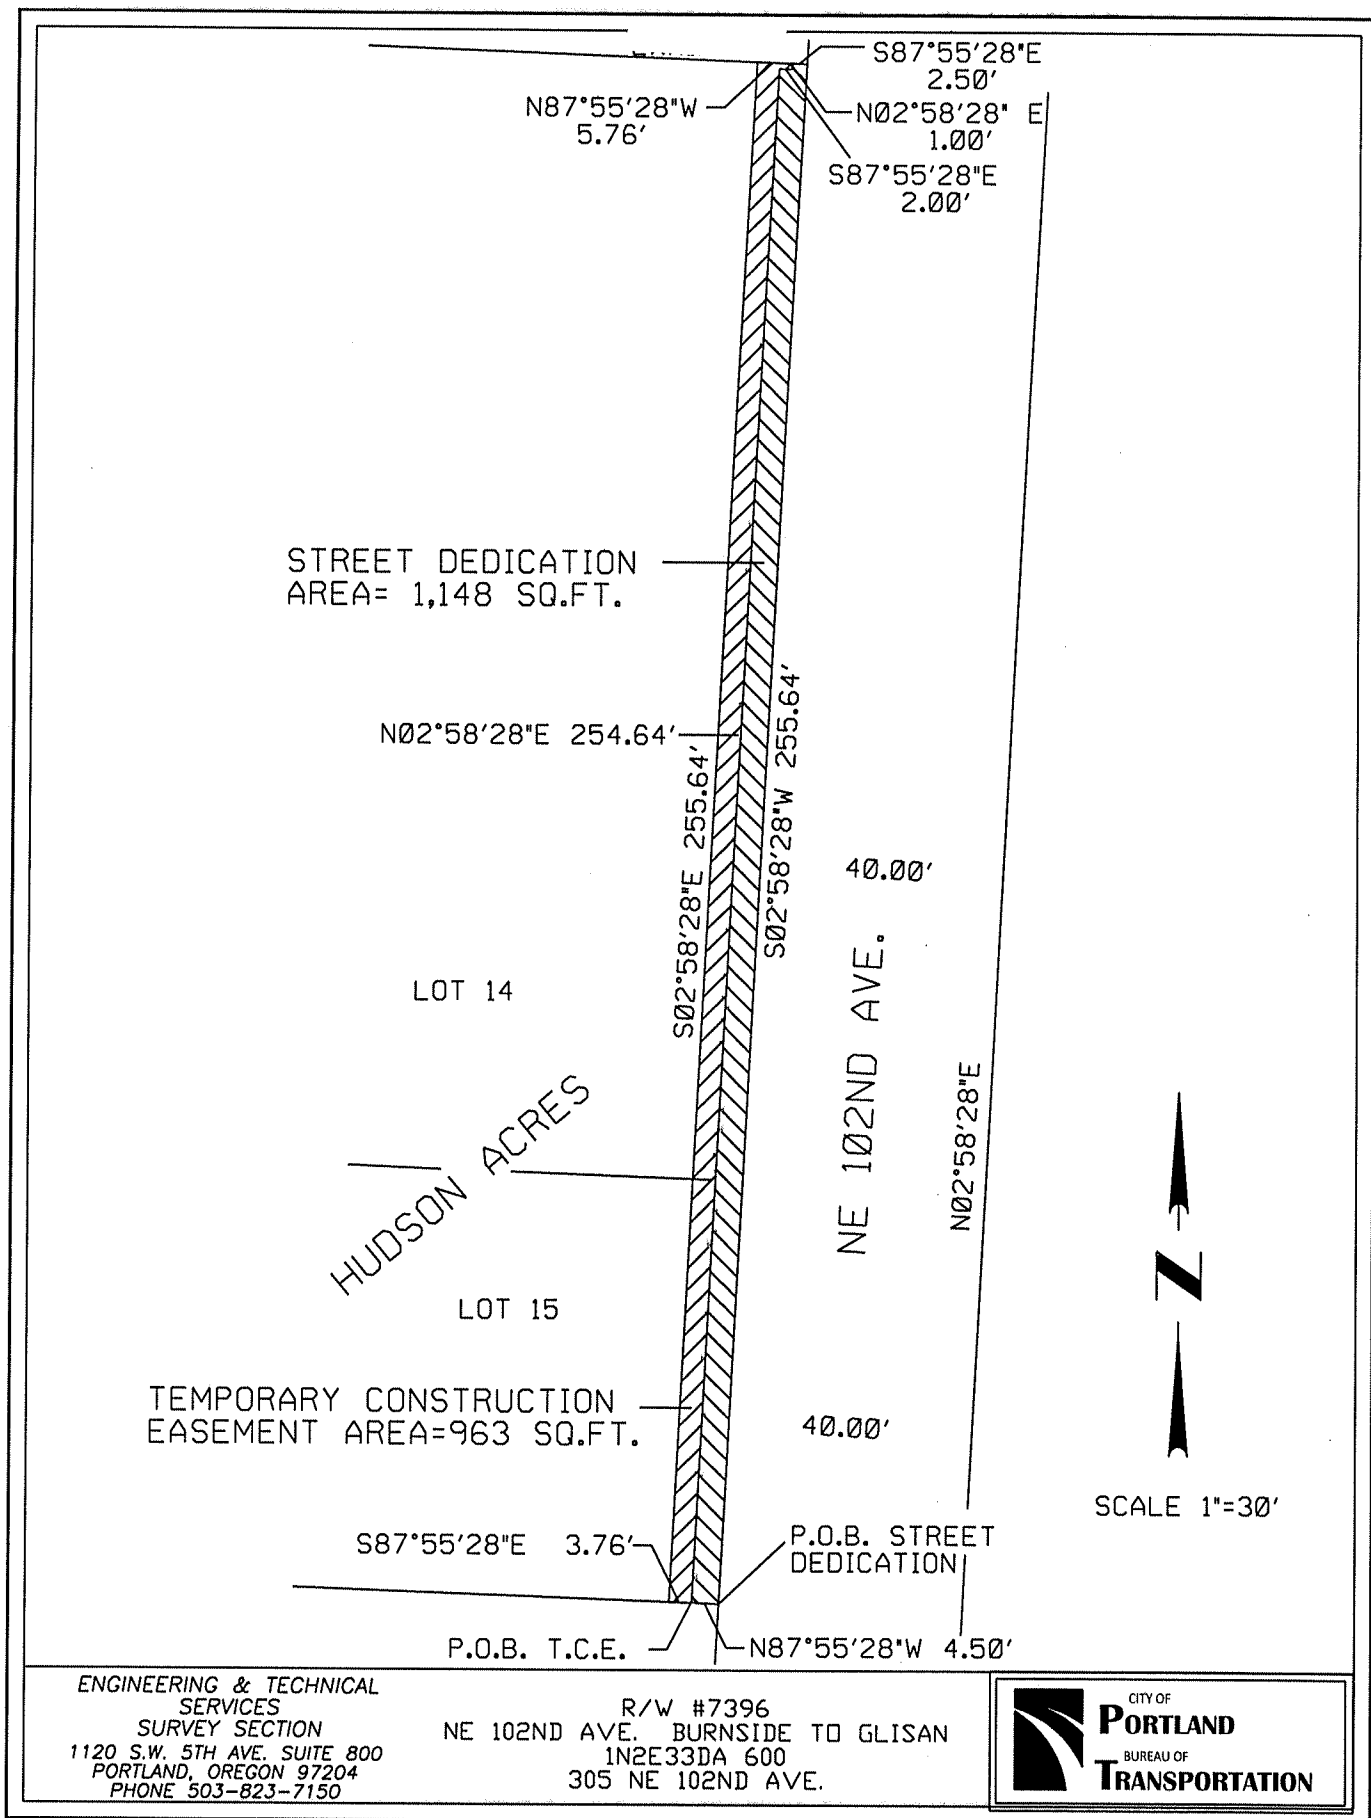 S87°55'28"E
2.50'
N87°55'28"W
5.76'
N02°58'28" E
1.00'
S87°55'28"E
2.00'
STREET DEDICATION
AREA= 1,148 SQ.FT.
N02°58'28"E 254.64'
S02°58'28"E 255.64'
S02°58'28"W 255.64'
40.00'
LOT 14
NE 102ND AVE.
N02°58'28"E
HUDSON ACRES
LOT 15
N
TEMPORARY CONSTRUCTION
EASEMENT AREA=963 SQ.FT.
40.00'
SCALE 1"=30'
S87°55'28"E 3.76'
P.O.B. STREET
DEDICATION
P.O.B. T.C.E.
N87°55'28"W 4.50'
ENGINEERING & TECHNICAL
SERVICES
SURVEY SECTION
1120 S.W. 5TH AVE. SUITE 800
PORTLAND, OREGON 97204
PHONE 503-823-7150
R/W #7396
NE 102ND AVE. BURNSIDE TO GLISAN
1N2E33DA 600
305 NE 102ND AVE.
CITY OF
PORTLAND
BUREAU OF
TRANSPORTATION